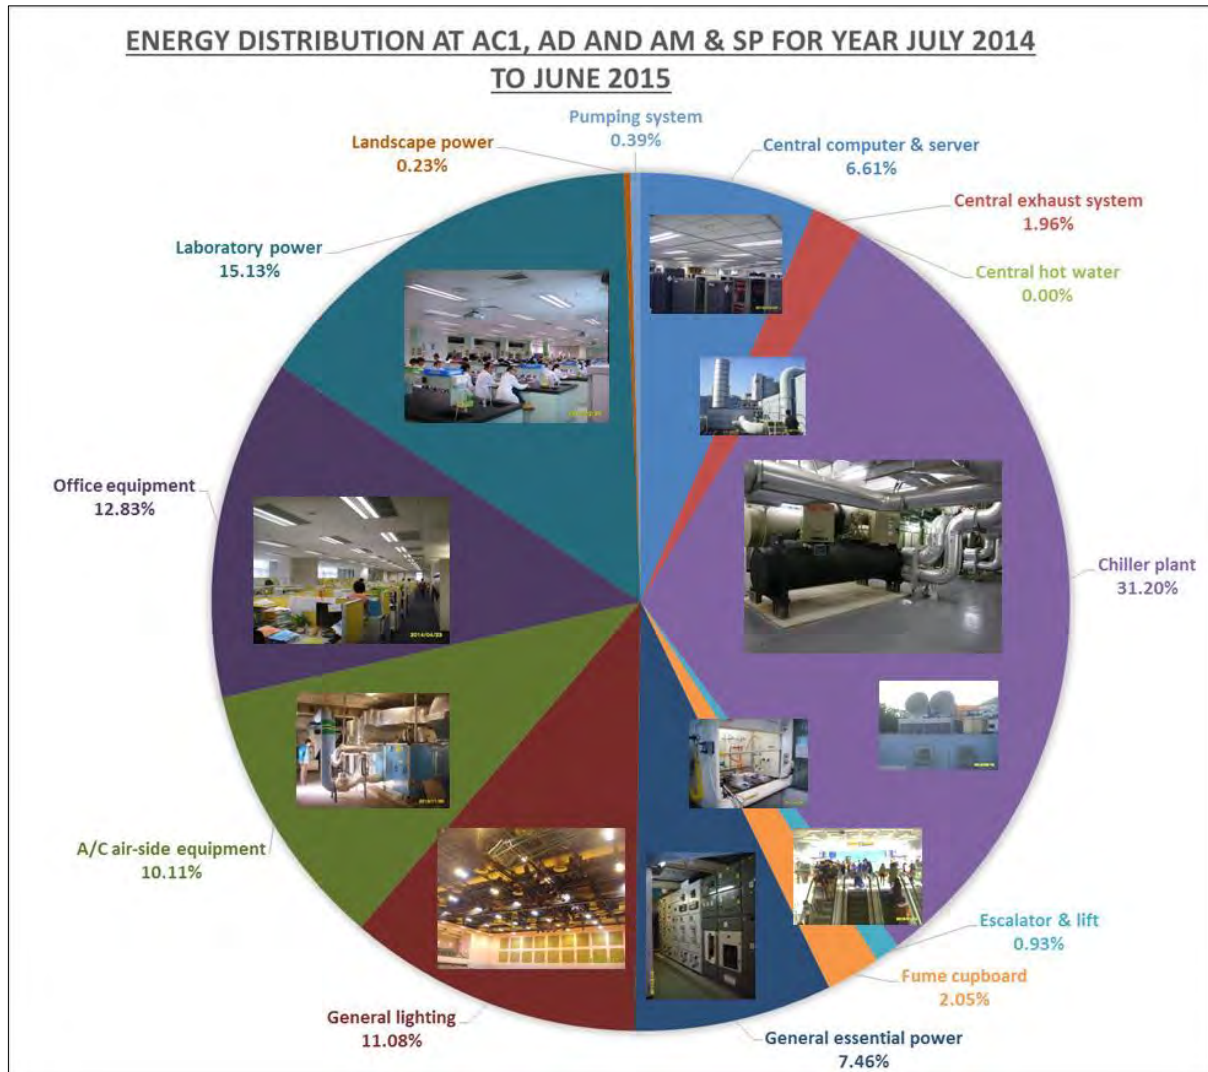 ENERGY DISTRIBUTION AT AC1, AD AND AM & SP FOR YEAR JULY 2014
TO JUNE 2015
Pumping system
0.39%
Landscape power
0.23%
Central computer & server
6.61%
Central exhaust system
1.96%
Laboratory power
15.13%
Central hot water
0.00%
Office equipment
12.83%
Chiller plant
31.20%
2014/04/23
A/C air-side equipment
10.11%
Escalator & lift
0.93%
Fume cupboard
2.05%
General lighting
11.08%
General essential power
7.46%